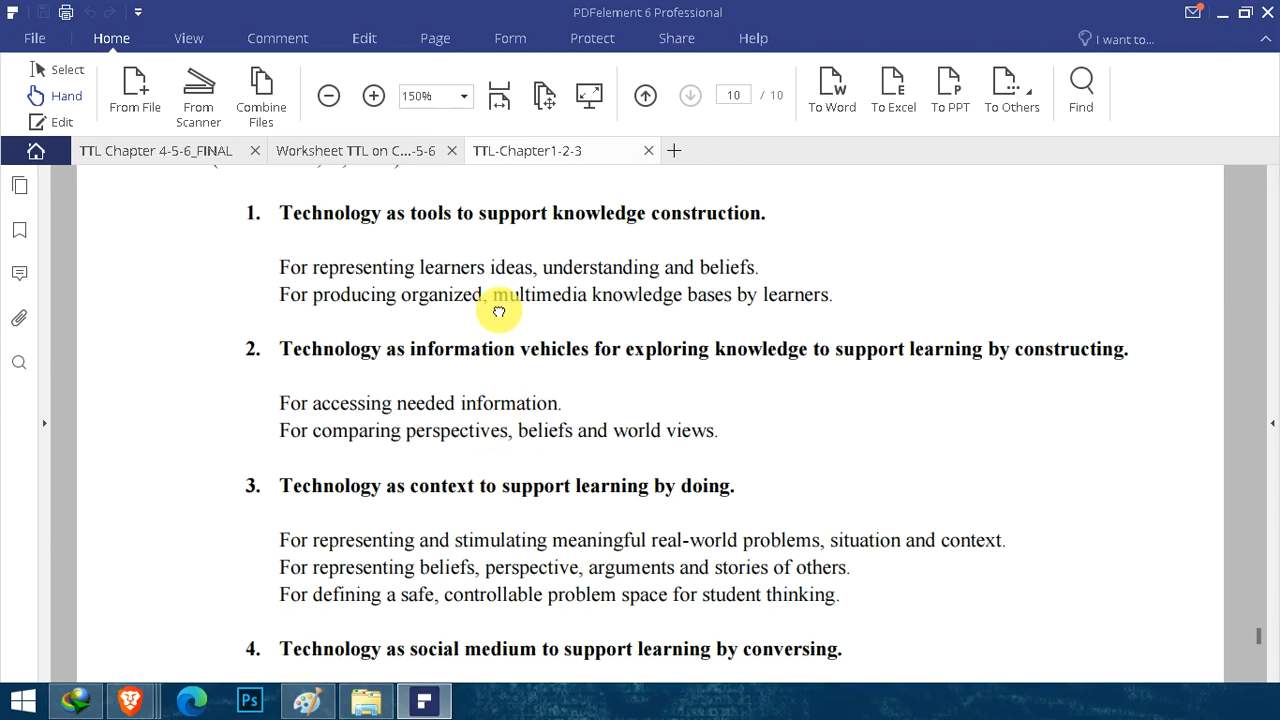 PDFelement 6 Professional
File Home View Comment Edit Page Form Protect Share Help I want to...
Select
Hand
Edit
From File
From Scanner
Combine Files
150%
10 / 10
To Word
To Excel
To PPT
To Others
Find
TTL Chapter 4-5-6_FINAL
Worksheet TTL on C...-5-6
TTL-Chapter1-2-3
1. Technology as tools to support knowledge construction.
For representing learners ideas, understanding and beliefs.
For producing organized, multimedia knowledge bases by learners.
2. Technology as information vehicles for exploring knowledge to support learning by constructing.
For accessing needed information.
For comparing perspectives, beliefs and world views.
3. Technology as context to support learning by doing.
For representing and stimulating meaningful real-world problems, situation and context.
For representing beliefs, perspective, arguments and stories of others.
For defining a safe, controllable problem space for student thinking.
4. Technology as social medium to support learning by conversing.
Ps